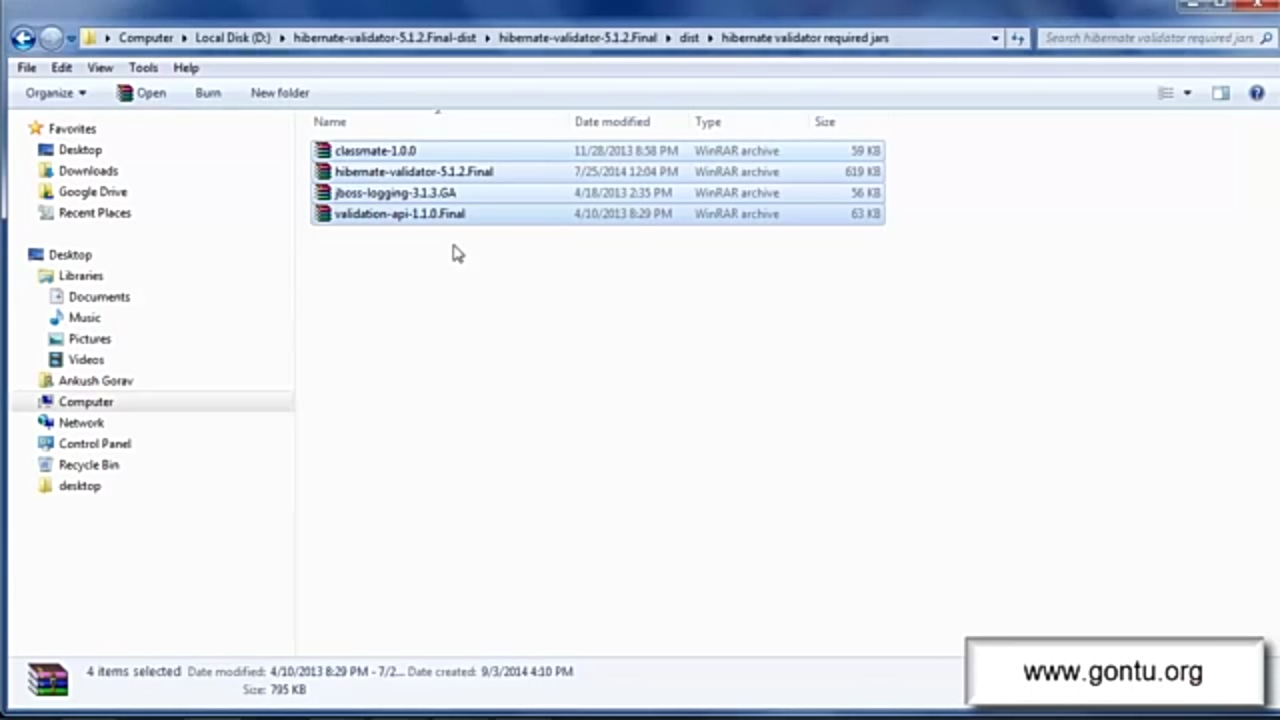 Computer Local Disk (D:) hibernate-validator-5.1.2.Final-dist hibernate-validator-5.1.2.Final dist hibernate validator required jars Search hibernate validator required jars
File Edit View Tools Help
Organize Open Burn New folder
Name Date modified Type Size
classmate-1.0.0 11/28/2013 8:58 PM WinRAR archive 59 KB
hibernate-validator-5.1.2.Final 7/25/2014 12:04 PM WinRAR archive 619 KB
jboss-logging-3.1.3.GA 4/18/2013 2:35 PM WinRAR archive 56 KB
validation-api-1.1.0.Final 4/10/2013 8:29 PM WinRAR archive 63 KB
Favorites
Desktop
Downloads
Google Drive
Recent Places
Desktop
Libraries
Documents
Music
Pictures
Videos
Ankush Gorav
Computer
Network
Control Panel
Recycle Bin
desktop
4 items selected Date modified: 4/10/2013 8:29 PM - 7/2... Date created: 9/3/2014 4:10 PM
Size: 795 KB
www.gontu.org